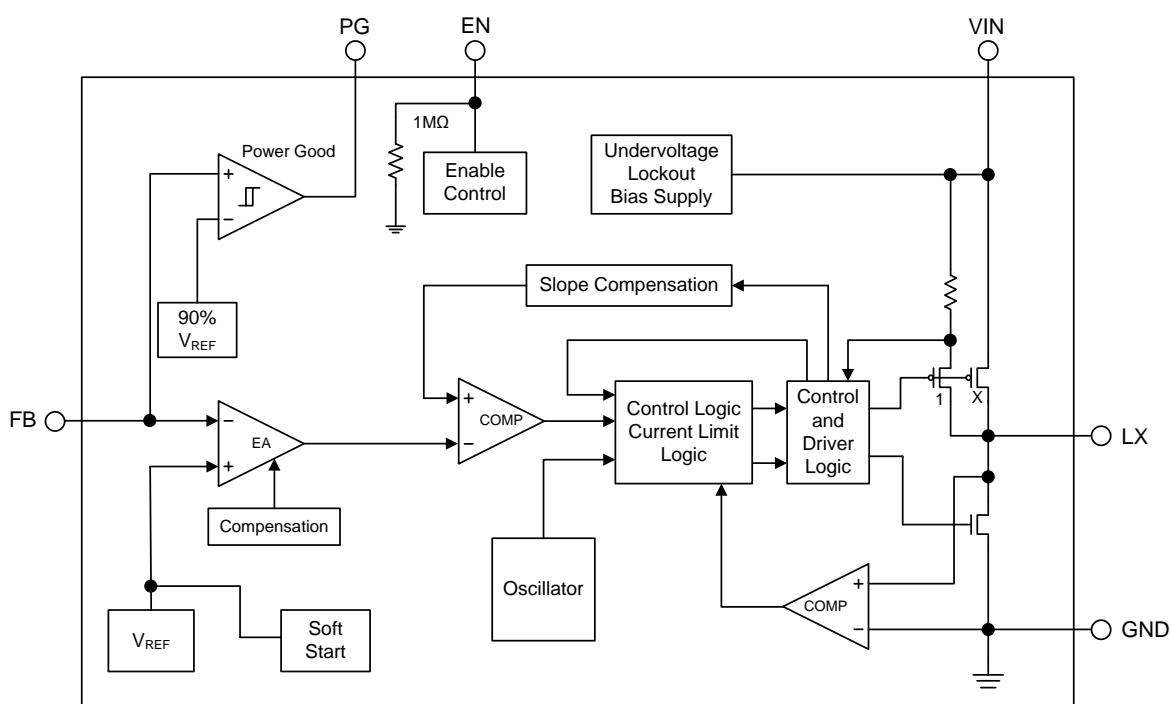 PG
EN
VIN
1MΩ
Power Good
+
−
Enable
Control
Undervoltage
Lockout
Bias Supply
Slope Compensation
90%
VREF
FB
−
EA
+
+
COMP
−
Control Logic
Current Limit
Logic
Control
and
Driver
Logic
1
X
LX
Compensation
Oscillator
+
COMP
−
GND
VREF
Soft
Start